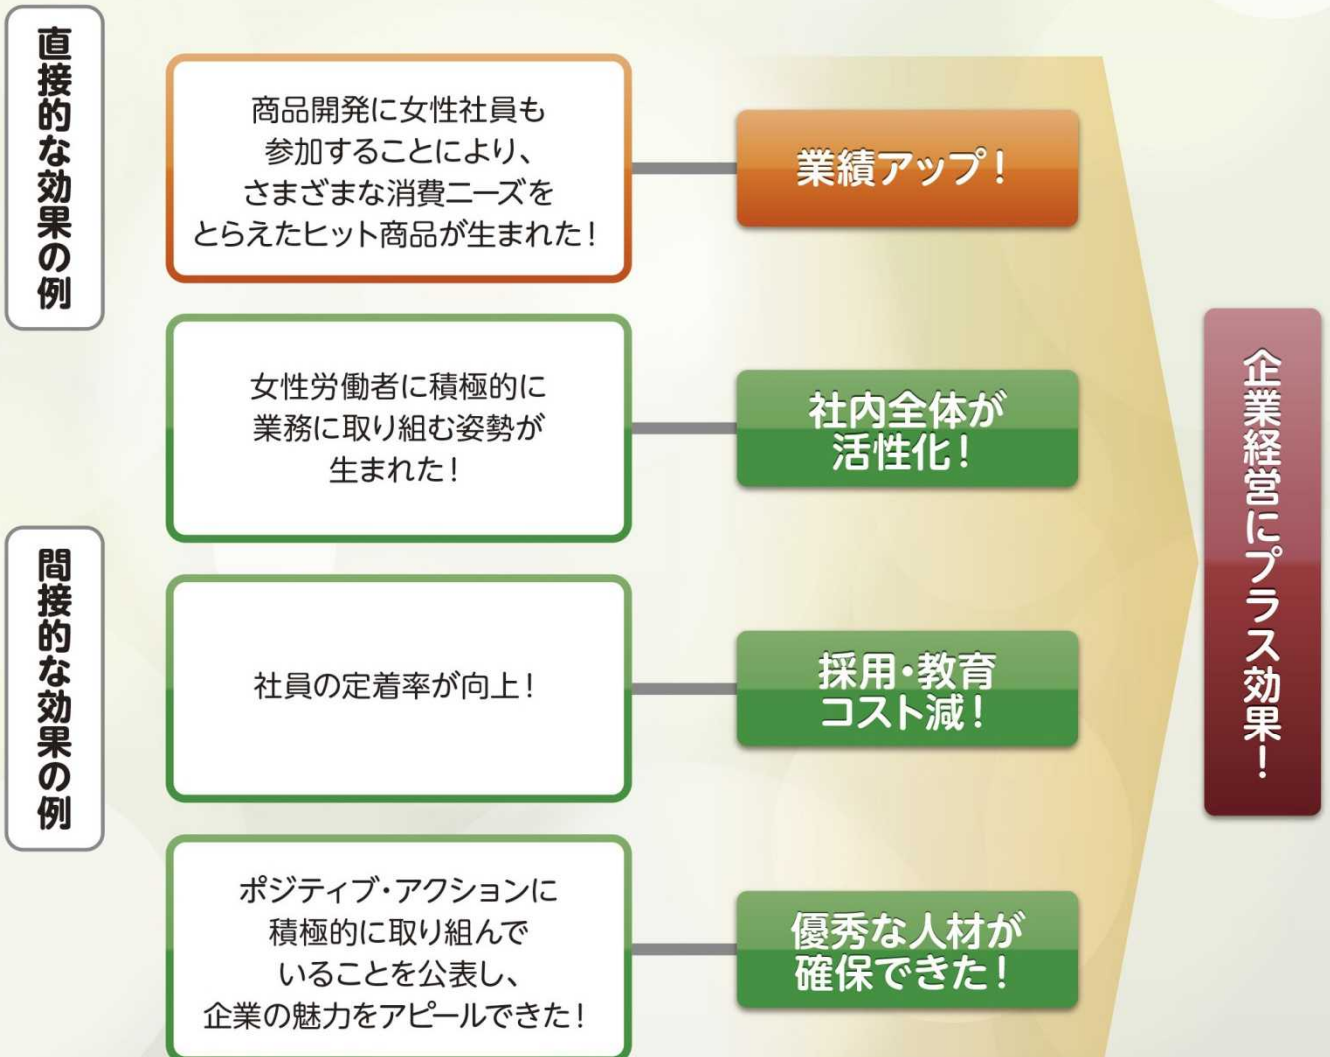 直接的な効果の例
商品開発に女性社員も
参加することにより、
さまざまな消費ニーズを
とらえたヒット商品が生まれた！
業績アップ！
間接的な効果の例
女性労働者に積極的に
業務に取り組む姿勢が
生まれた！
社内全体が
活性化！
社員の定着率が向上！
採用・教育
コスト減！
ポジティブ・アクションに
積極的に取り組んで
いることを公表し、
企業の魅力をアピールできた！
優秀な人材が
確保できた！
企業経営にプラス効果！